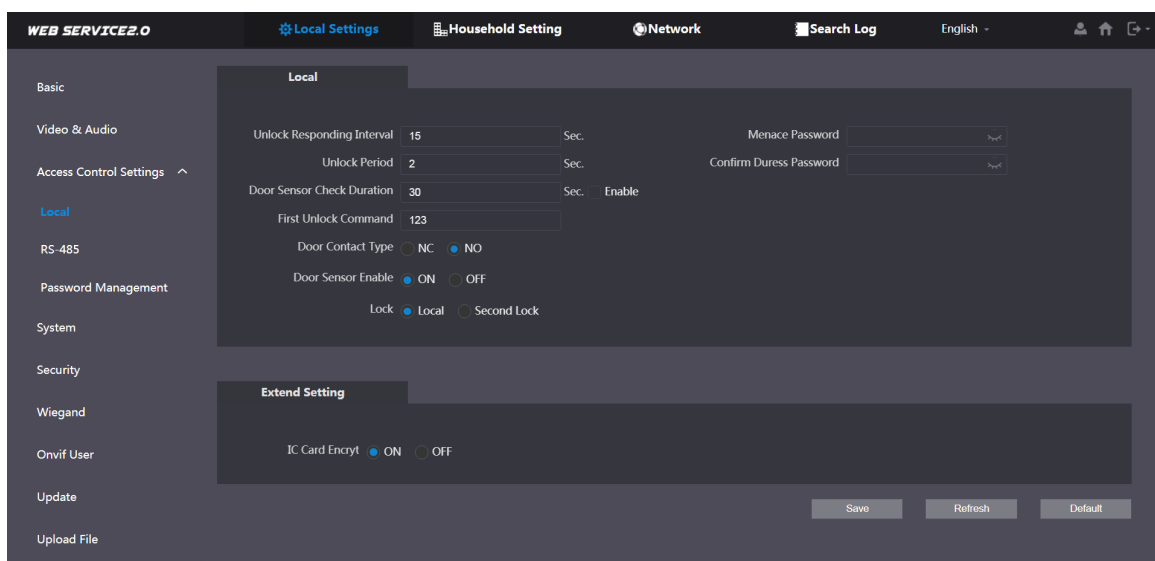 WEB SERVICE2.0 Local Settings Household Setting Network Search Log English
Basic
Video & Audio
Access Control Settings
Local
RS-485
Password Management
System
Security
Wiegand
Onvif User
Update
Upload File
Local
Unlock Responding Interval 15 Sec. Menace Password
Unlock Period 2 Sec. Confirm Duress Password
Door Sensor Check Duration 30 Sec. Enable
First Unlock Command 123
Door Contact Type NC NO
Door Sensor Enable ON OFF
Lock Local Second Lock
Extend Setting
IC Card Encryt ON OFF
Save Refresh Default